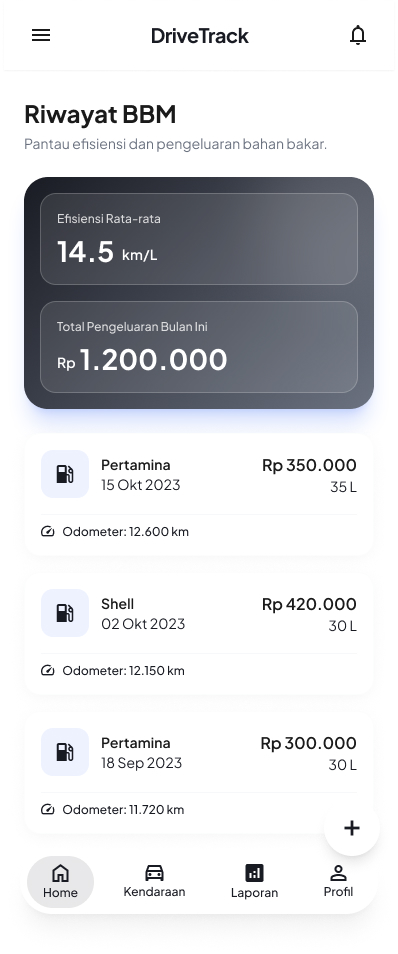 DriveTrack
Riwayat BBM
Pantau efisiensi dan pengeluaran bahan bakar.
Efisiensi Rata-rata
14.5 km/L
Total Pengeluaran Bulan Ini
Rp 1.200.000
Pertamina Rp 350.000
15 Okt 2023 35 L
Odometer: 12.600 km
Shell Rp 420.000
02 Okt 2023 30 L
Odometer: 12.150 km
Pertamina Rp 300.000
18 Sep 2023 30 L
Odometer: 11.720 km
Home Kendaraan Laporan Profil